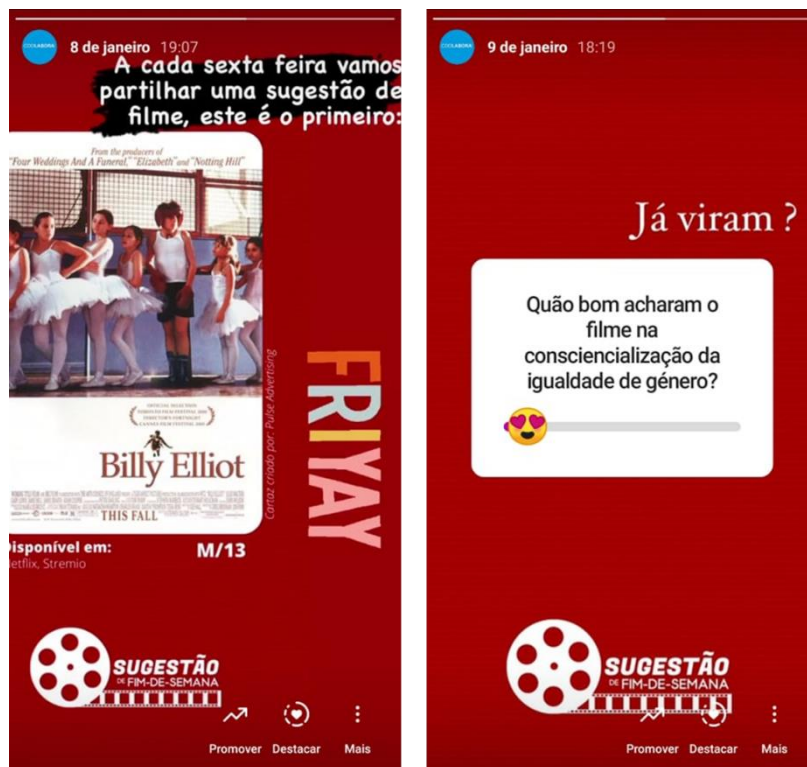 8 de janeiro 19:07
A cada sexta feira vamos
partilhar uma sugestão de
filme, este é o primeiro:
From the producers of
"Four Weddings And A Funeral," "Elizabeth" and "Notting Hill"
FRIYAY
Cartaz criado por: Pulse Advertising
OFFICIAL SELECTION
Billy Elliot
THIS FALL
Disponível em:
M/13
Netflix, Stremio
SUGESTÃO
DE FIM-DE-SEMANA
Promover Destacar Mais
COOLABORA
9 de janeiro 18:19
Já viram ?
Quão bom acharam o
filme na
consciencialização da
igualdade de género?
SUGESTÃO
DE FIM-DE-SEMANA
Promover Destacar Mais